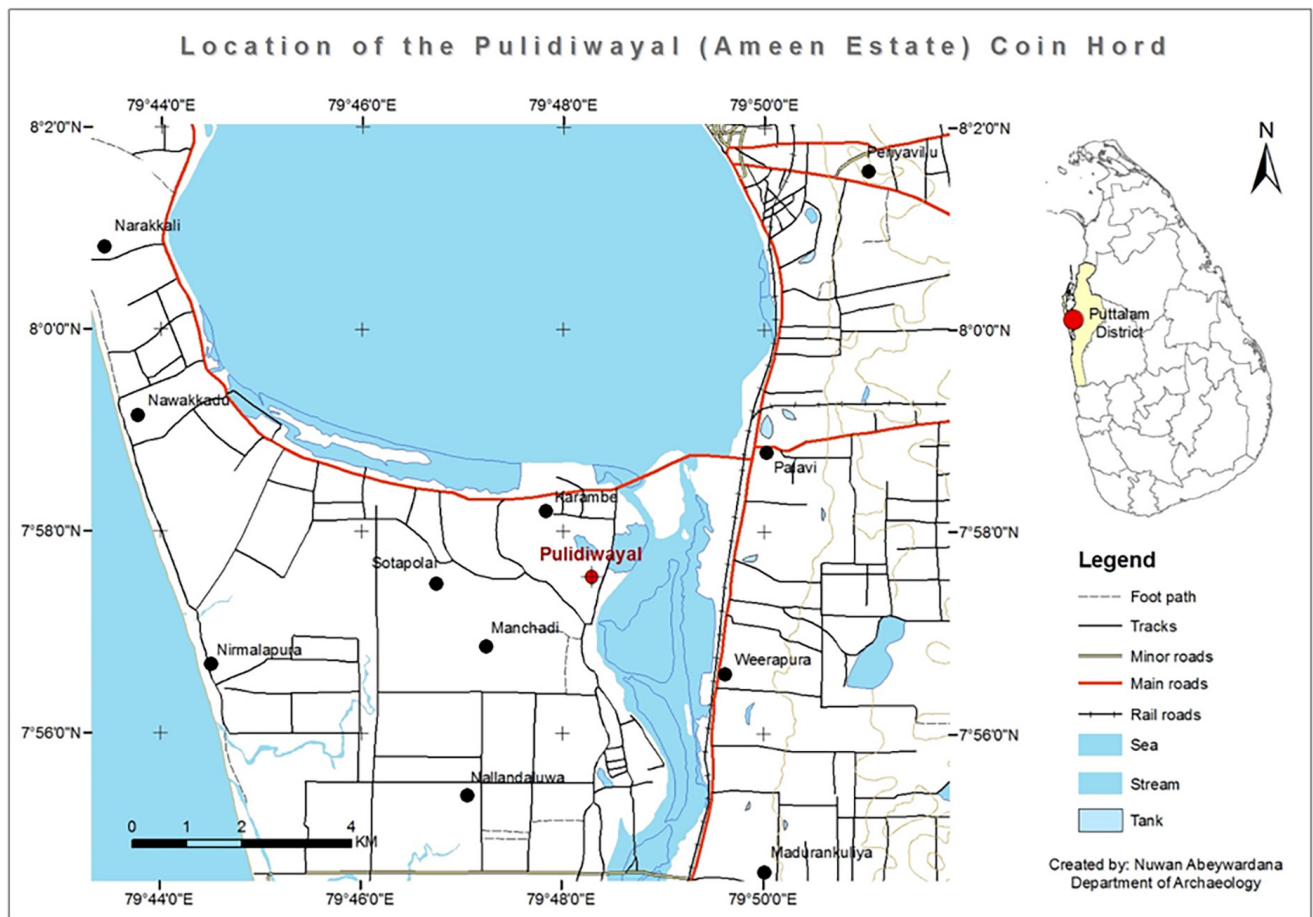 Location of the Pulidiwayal (Ameen Estate) Coin Hord
79°44'0"E 79°46'0"E 79°48'0"E 79°50'0"E
8°2'0"N 8°2'0"N
N
Periyavillu
Narakkali
8°0'0"N 8°0'0"N
Puttalam
District
Nawakkadu
Palavi
Karambe
7°58'0"N 7°58'0"N
Pulidiwayal
Sotapolai
Manchadi
Nirmalapura
Weerapura
7°56'0"N 7°56'0"N
Nallandaluwa
0 2 4
KM
Madurankuliya
79°44'0"E 79°46'0"E 79°48'0"E 79°50'0"E
Legend
Foot path
Tracks
Minor roads
Main roads
Rail roads
Sea
Stream
Tank
Created by: Nuwan Abeywardana
Department of Archaeology